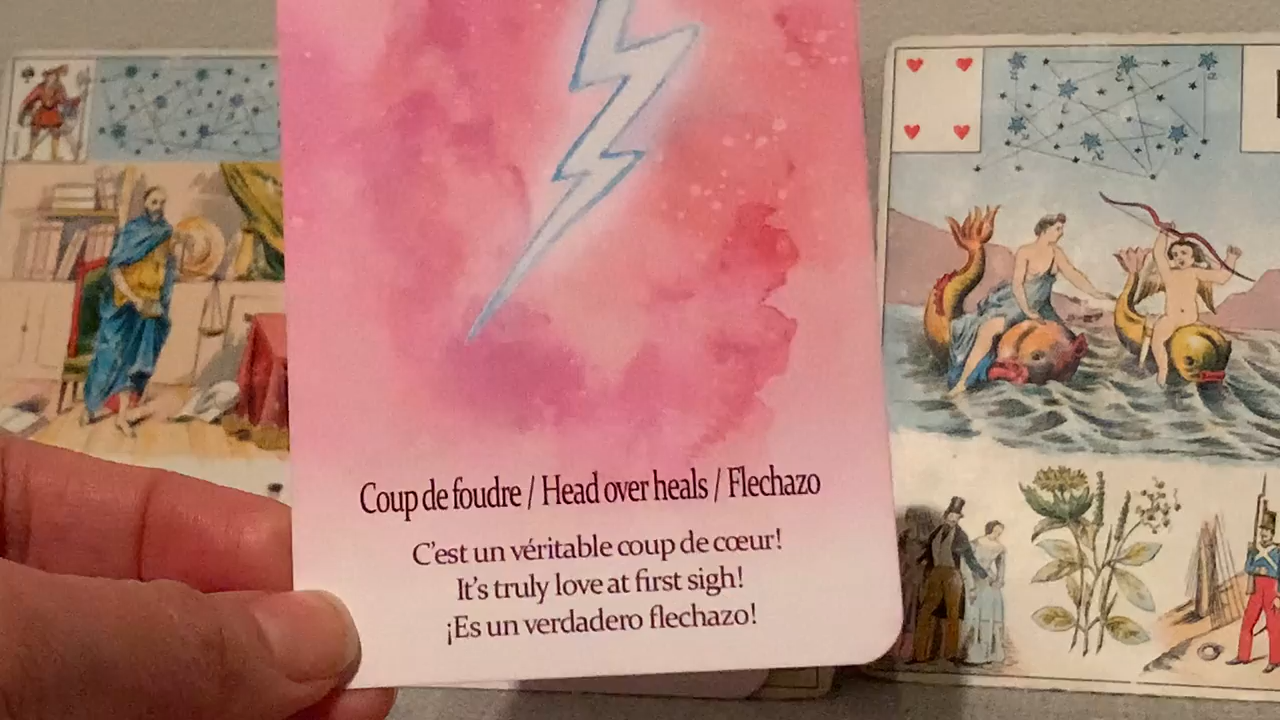 Coup de foudre / Head over heals / Flechazo
C'est un véritable coup de cœur!
It's truly love at first sigh!
¡Es un verdadero flechazo!